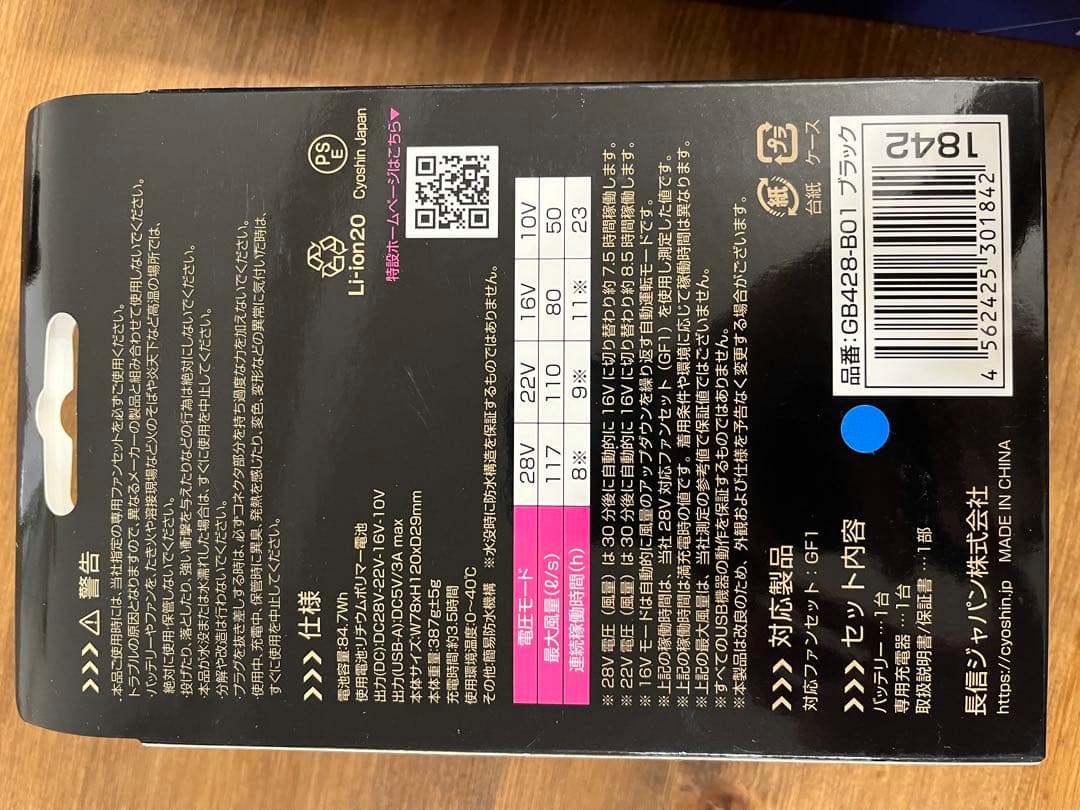 警告
本品ご使用時には、当社指定の専用ファンセットを必ずご使用ください。
トラブルの原因となりますので、異なるメーカーの製品と組み合わせて使用しないでください。
バッテリーやファンを、たき火や溶接現場など火のそばや炎天下など高温の場所では、
絶対に使用・保管しないでください。
投げたり、落としたり、強い衝撃を与えたりなどの行為は絶対にしないでください。
本品が水没または水濡れした場合は、すぐに使用を中止してください。
分解や改造は行わないでください。
プラグを抜き差しする時は、必ずコネクタ部分を持ち過度な力を加えないでください。
使用中、充電中、保管時に異臭、発熱を感じたり、変色、変形などの異常に気付いた時は、
すぐに使用を中止してください。
仕様
電池容量:84.7Wh
使用電池:リチウムポリマー電池
出力(DC):DC28V-22V-16V-10V
出力(USB-A):DC5V/3A max
本体サイズ:W78xH120xD29mm
本体重量:387g±5g
充電時間:約3.5時間
使用環境温度:0~40℃
その他:簡易防水機構 ※水没時に防水構造を保証するものではありません。
PS
E
Li-ion20 Cyoshin Japan
特設ホームページはこちら▼
電圧モード 28V 22V 16V 10V
最大風量(ℓ/s) 117 110 80 50
連続稼働時間(h) 8※ 9※ 11※ 23
※ 28V 電圧（風量）は 30 分後に自動的に 16V に切り替わり約 7.5 時間稼働します。
※ 22V 電圧（風量）は 30 分後に自動的に 16V に切り替わり約 8.5 時間稼働します。
※ 16V モードは自動的に風量のアップダウンを繰り返す自動運転モードです。
※上記の稼働時間は、当社 28V 対応ファンセット（GF1）を使用し測定した値です。
※上記の稼働時間は満充電時の値です。着用条件や環境に応じて稼働時間は異なります。
※上記の最大風量は、当社測定の参考値で保証値ではございません。
※すべてのUSB機器の動作を保証するものではありません。
※本製品は改良のため、外観および仕様を予告なく変更する場合がございます。
対応製品
対応ファンセット：GF1
セット内容
バッテリー…1台
専用充電器…1台
取扱説明書（保証書）…1部
長信ジャパン株式会社 MADE IN CHINA
https://cyoshin.jp
紙
台紙
プラ
ケース
品番:GB428-B01 ブラック
4 562425 301842
1842